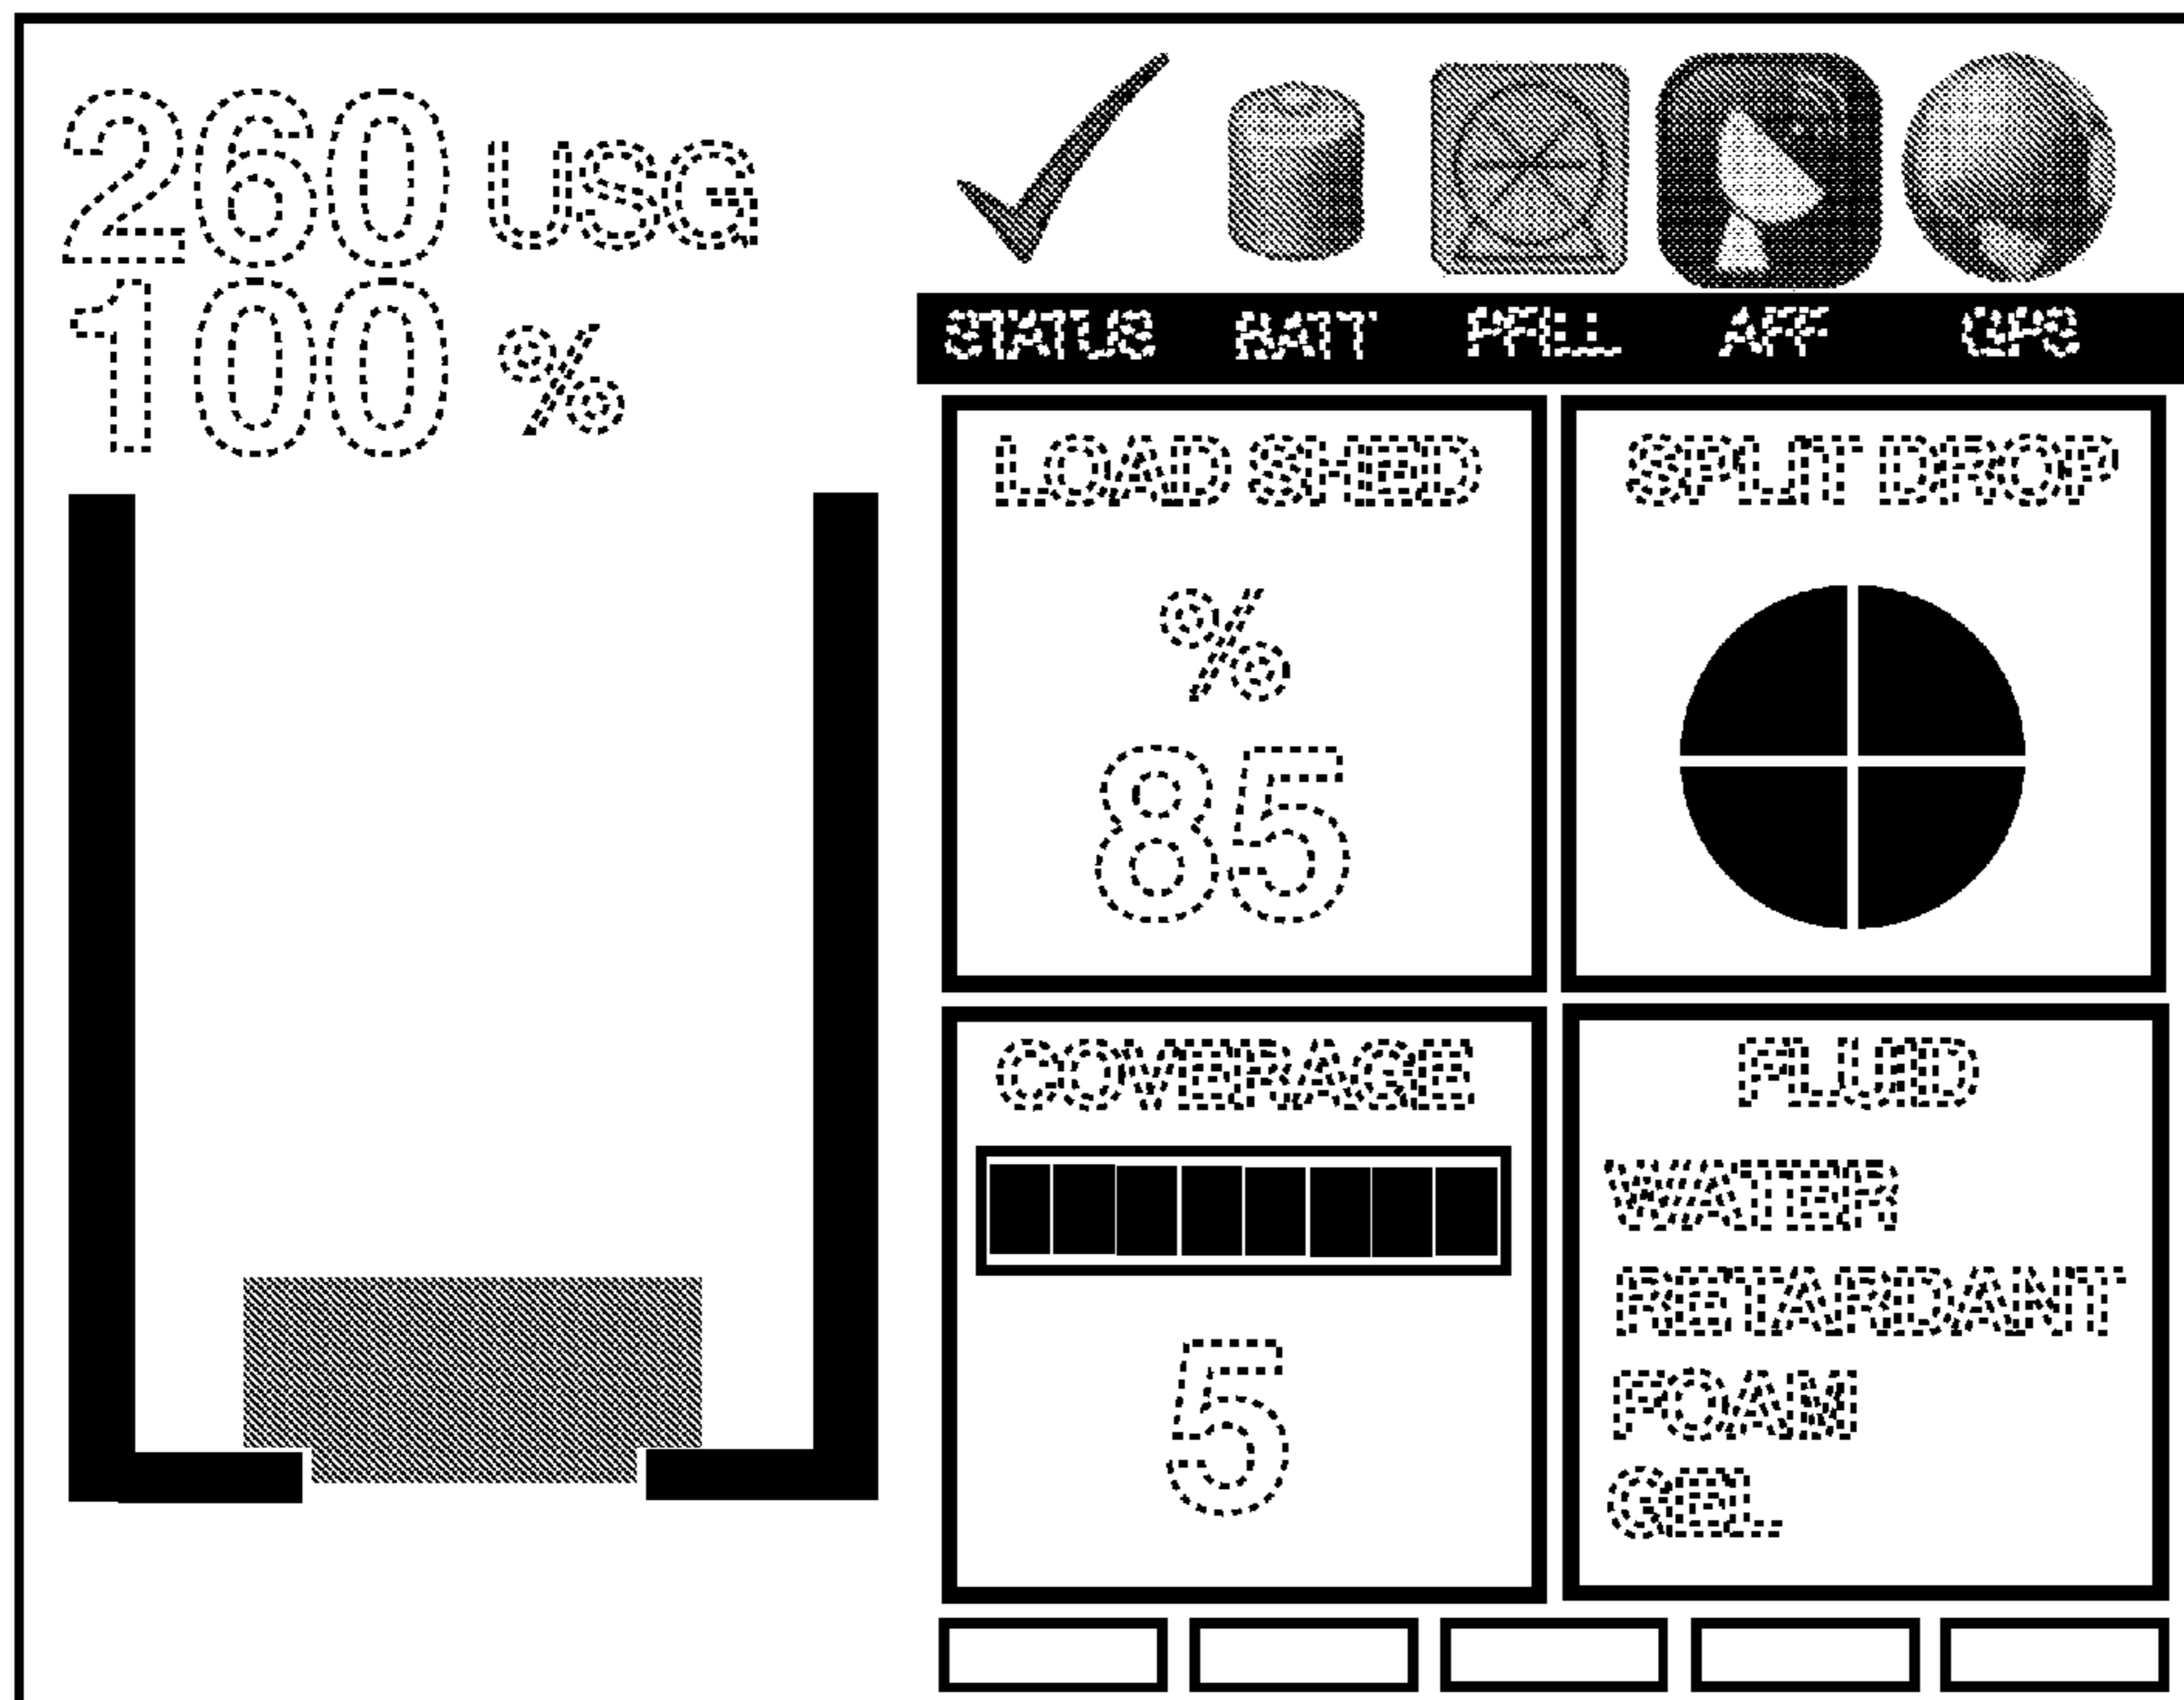 260 USG
100 %
STATUS BATT PFILL AFF GPS
LOAD SHED
%
85
SPLIT DROP
COVERAGE
5
FLUID
WATER
RETARDANT
FOAM
GEL